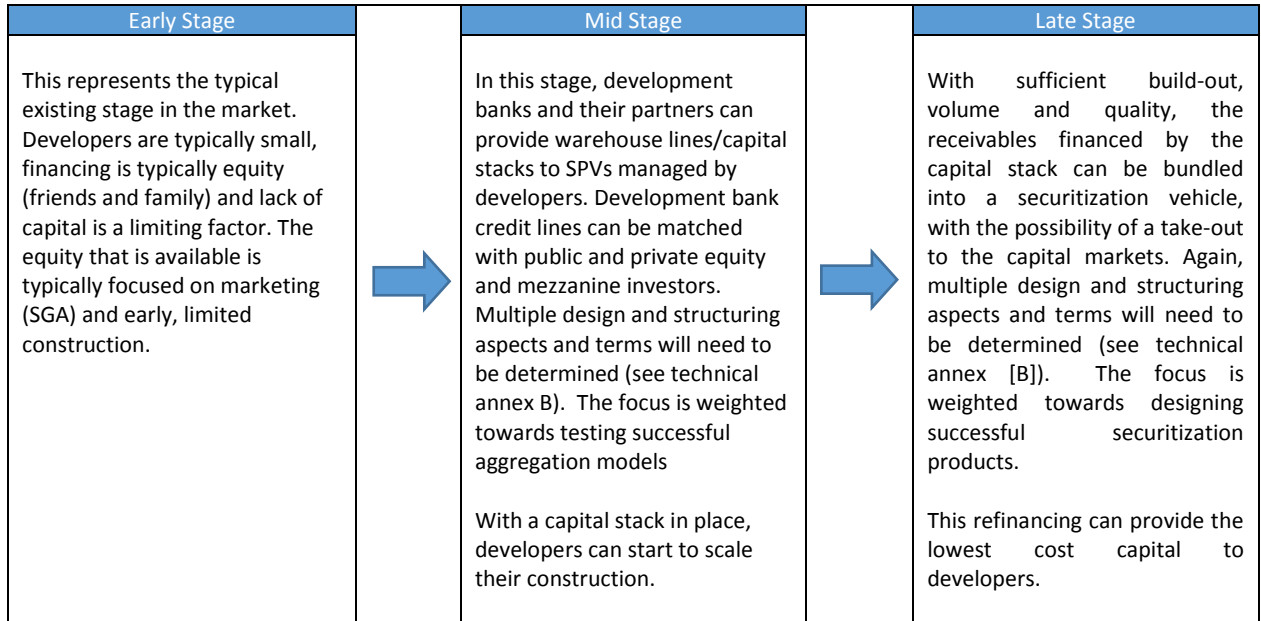 Early Stage
This represents the typical
existing stage in the market.
Developers are typically small,
financing is typically equity
(friends and family) and lack of
capital is a limiting factor. The
equity that is available is
typically focused on marketing
(SGA) and early, limited
construction.
Mid Stage
In this stage, development
banks and their partners can
provide warehouse lines/capital
stacks to SPVs managed by
developers. Development bank
credit lines can be matched
with public and private equity
and mezzanine investors.
Multiple design and structuring
aspects and terms will need to
be determined (see technical
annex B).  The focus is weighted
towards testing successful
aggregation models
With a capital stack in place,
developers can start to scale
their construction.
Late Stage
With sufficient build-out,
volume and quality, the
receivables financed by the
capital stack can be bundled
into a securitization vehicle,
with the possibility of a take-out
to the capital markets. Again,
multiple design and structuring
aspects and terms will need to
be determined (see technical
annex [B]).  The focus is
weighted towards designing
successful securitization
products.
This refinancing can provide the
lowest cost capital to
developers.